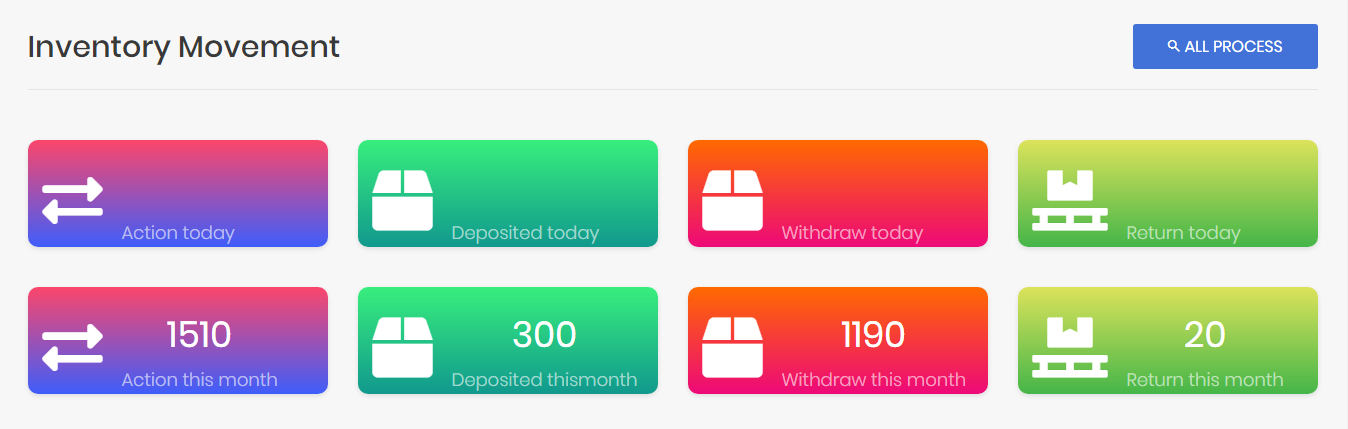 Inventory Movement
ALL PROCESS
Action today
Deposited today
Withdraw today
Return today
1510
Action this month
300
Deposited thismonth
1190
Withdraw this month
20
Return this month